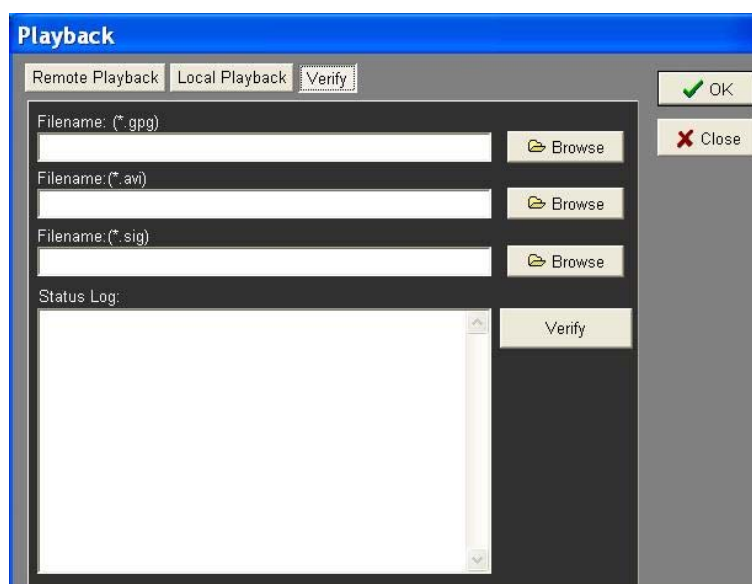 Playback
Remote Playback Local Playback Verify
OK
Close
Filename: (*.gpg)
Browse
Filename:(*.avi)
Browse
Filename:(*.sig)
Browse
Status Log:
Verify